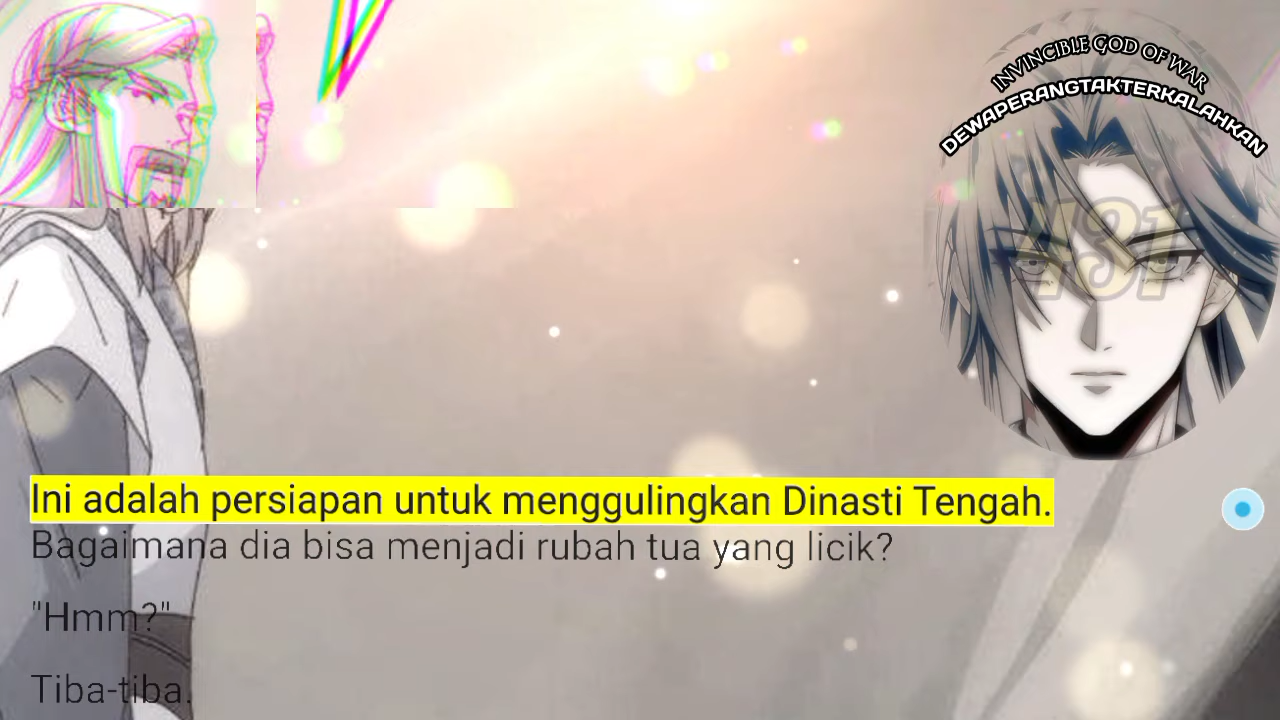 INVINCIBLE GOD OF WAR
DEWAPERANGTAKTERKALAHKAN
431
Ini adalah persiapan untuk menggulingkan Dinasti Tengah.
Bagaimana dia bisa menjadi rubah tua yang licik?
"Hmm?"
Tiba-tiba.